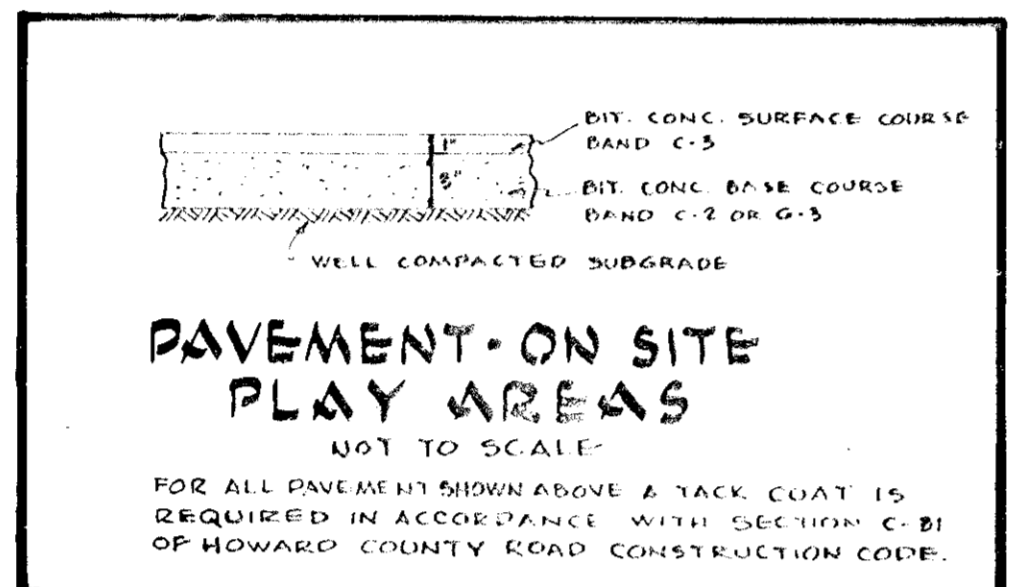 BIT. CONC. SURFACE COURSE
BAND C-3
1"
3"
BIT. CONC. BASE COURSE
BAND C-2 OR G-3
WELL COMPACTED SUBGRADE
PAVEMENT - ON SITE
PLAY AREAS
NOT TO SCALE
FOR ALL PAVEMENT SHOWN ABOVE A TACK COAT IS
REQUIRED IN ACCORDANCE WITH SECTION C-81
OF HOWARD COUNTY ROAD CONSTRUCTION CODE.